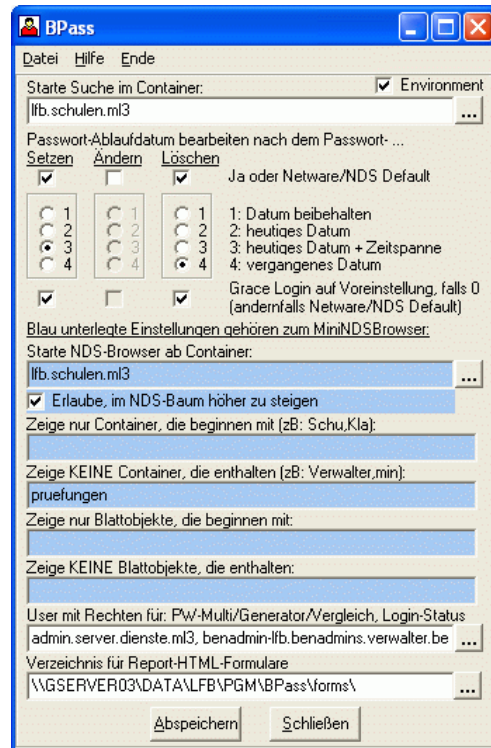 BPass
Datei Hilfe Ende
Starte Suche im Container: Environment
lfb.schulen.ml3 ...
Passwort-Ablaufdatum bearbeiten nach dem Passwort- ...
Setzen Ändern Löschen
Ja oder Netware/NDS Default
1 1 1 1: Datum beibehalten
2 2 2 2: heutiges Datum
3 3 3 3: heutiges Datum + Zeitspanne
4 4 4 4: vergangenes Datum
Grace Login auf Voreinstellung, falls 0
(andernfalls Netware/NDS Default)
Blau unterlegte Einstellungen gehören zum MiniNDSBrowser:
Starte NDS-Browser ab Container:
lfb.schulen.ml3 ...
Erlaube, im NDS-Baum höher zu steigen
Zeige nur Container, die beginnen mit (zB: Schu,Kla):
Zeige KEINE Container, die enthalten (zB: Verwalter,min):
pruefungen
Zeige nur Blattobjekte, die beginnen mit:
Zeige KEINE Blattobjekte, die enthalten:
User mit Rechten für: PW-Multi/Generator/Vergleich, Login-Status
admin.server.dienste.ml3, benadmin-lfb.benadmins.verwalter.be ...
Verzeichnis für Report-HTML-Formulare
\\GSERVER03\DATA\LFB\PGM\BPass\forms\ ...
Abspeichern Schließen